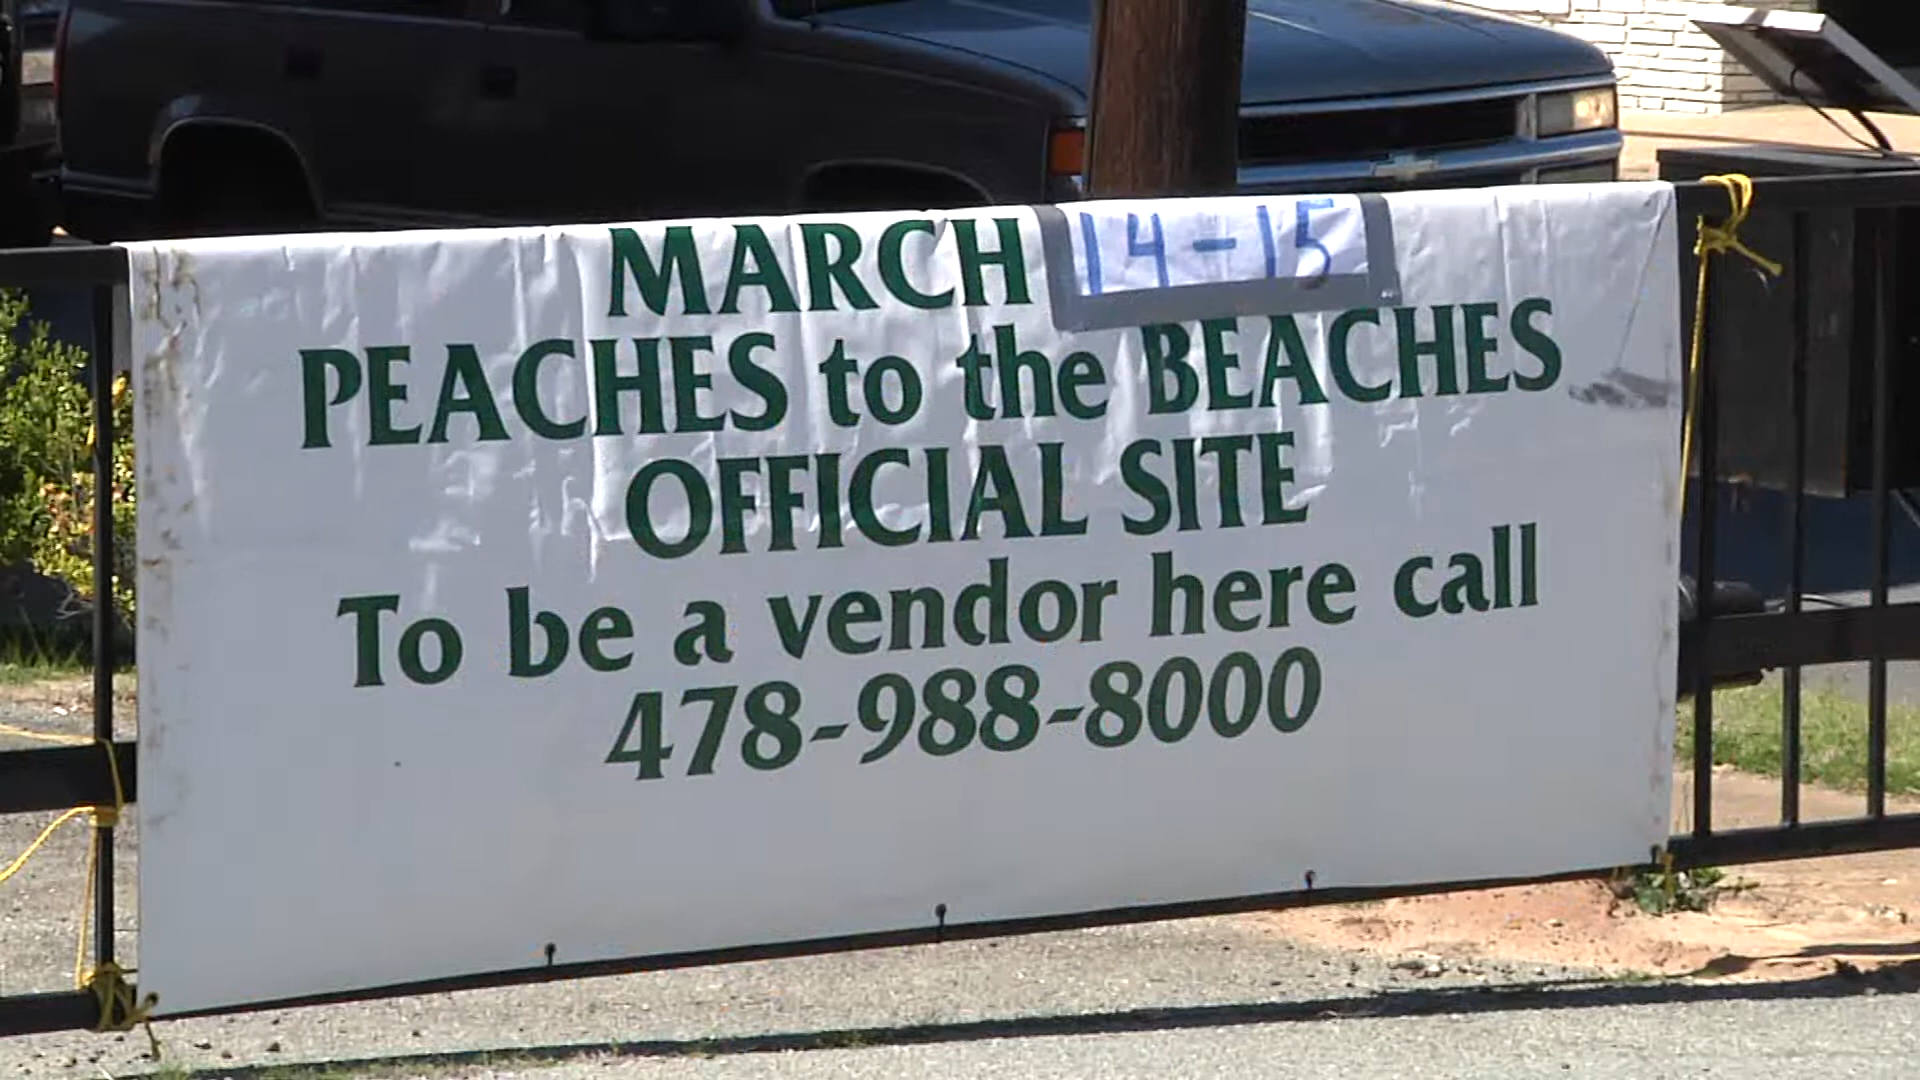 MARCH 14-15
PEACHES to the BEACHES
OFFICIAL SITE
To be a vendor here call
478-988-8000